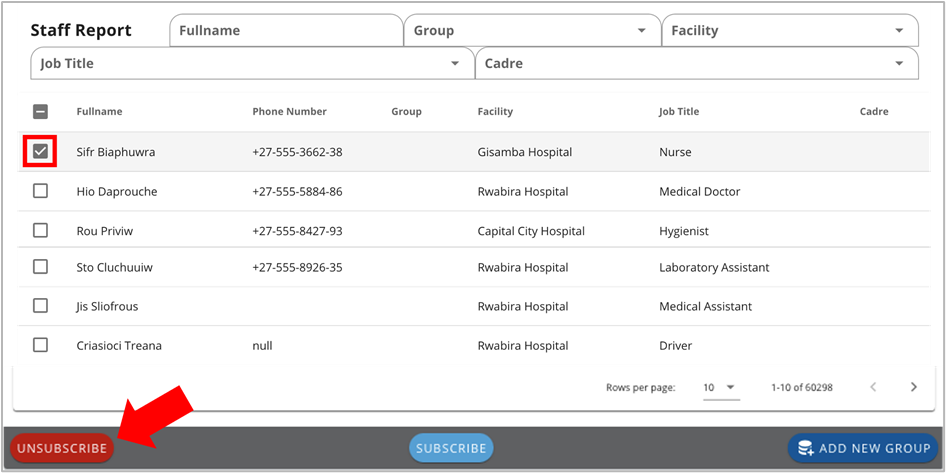 Staff Report Fullname Group Facility
Job Title Cadre
Fullname Phone Number Group Facility Job Title Cadre
Sifr Biaphuwra +27-555-3662-38 Gisamba Hospital Nurse
Hio Daprouche +27-555-5884-86 Rwabira Hospital Medical Doctor
Rou Priviw +27-555-8427-93 Capital City Hospital Hygienist
Sto Cluchuuiw +27-555-8926-35 Rwabira Hospital Laboratory Assistant
Jis Sliofrous Rwabira Hospital Medical Assistant
Criasioci Treana null Rwabira Hospital Driver
Rows per page: 10 1-10 of 60298
UNSUBSCRIBE SUBSCRIBE ADD NEW GROUP